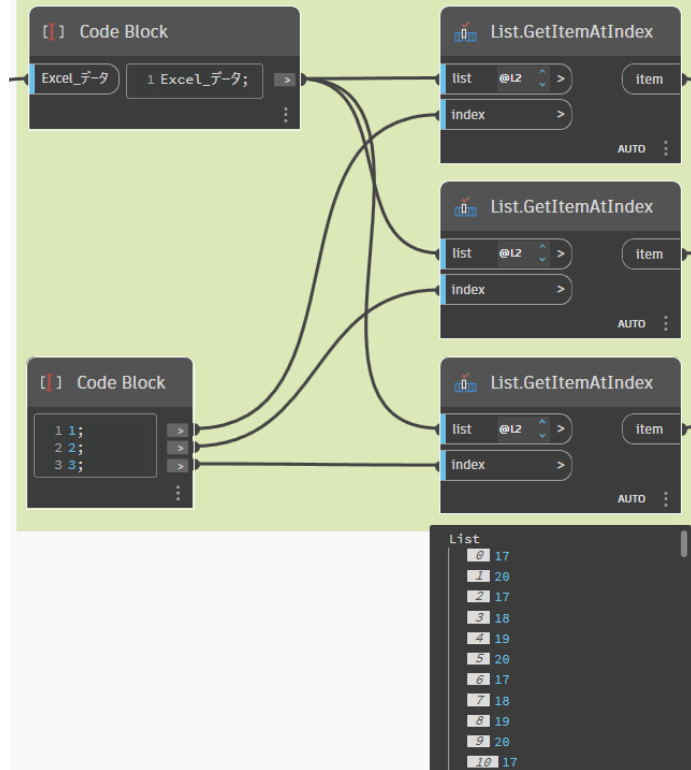 Code Block
Excel_データ
1 Excel_データ;
>
List.GetItemAtIndex
list @L2 >
item
index >
AUTO
List.GetItemAtIndex
list @L2 >
item
index >
AUTO
Code Block
1 1; >
2 2; >
3 3; >
List.GetItemAtIndex
list @L2 >
item
index >
AUTO
List
0 17
1 20
2 17
3 18
4 19
5 20
6 17
7 18
8 19
9 20
10 17